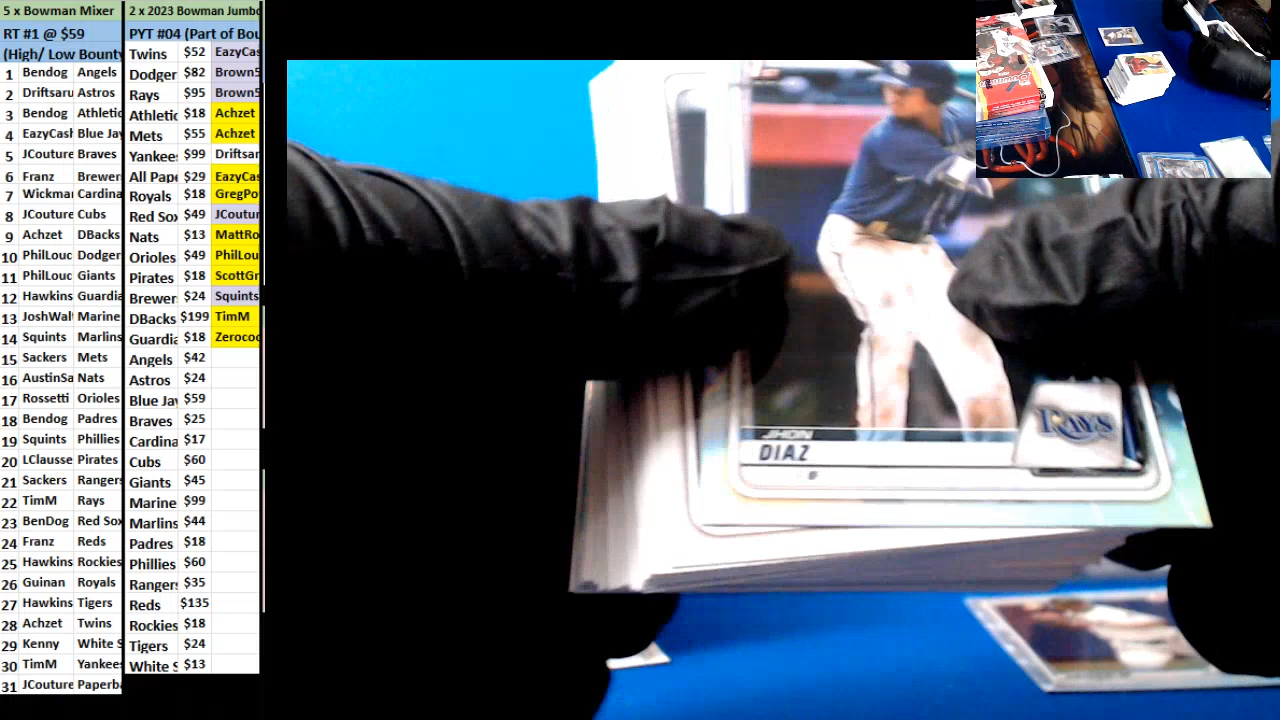 5 x Bowman Mixer
RT #1 @ $59
(High/ Low Bounty
1 Bendog Angels
2 Driftsaru Astros
3 Bendog Athletic
4 EazyCash Blue Jay
5 JCouture Braves
6 Franz Brewer
7 Wickmar Cardina
8 JCouture Cubs
9 Achzet DBacks
10 PhilLouc Dodger
11 PhilLouc Giants
12 Hawkins Guardia
13 JoshWalt Marine
14 Squints Marlins
15 Sackers Mets
16 AustinSa Nats
17 Rossetti Orioles
18 Bendog Padres
19 Squints Phillies
20 LClausse Pirates
21 Sackers Rangers
22 TimM Rays
23 BenDog Red Sox
24 Franz Reds
25 Hawkins Rockies
26 Guinan Royals
27 Hawkins Tigers
28 Achzet Twins
29 Kenny White S
30 TimM Yankee
31 JCouture Paperba
2 x 2023 Bowman Jumbo
PYT #04 (Part of Bou
Twins $52 EazyCas
Dodger $82 Brown5
Rays $95 Brown5
Athletic $18 Achzet
Mets $55 Achzet
Yankee $99 Driftsar
All Pape $29 EazyCas
Royals $18 GregPo
Red Sox $49 JCoutur
Nats $13 MattRo
Orioles $49 PhilLou
Pirates $18 ScottGr
Brewer $24 Squints
DBacks $199 TimM
Guardia $18 Zerocoo
Angels $42
Astros $24
Blue Jay $59
Braves $25
Cardina $17
Cubs $60
Giants $45
Marine $99
Marlins $44
Padres $18
Phillies $60
Rangers $35
Reds $135
Rockies $18
Tigers $24
White S $13
JHON
DIAZ
RAYS